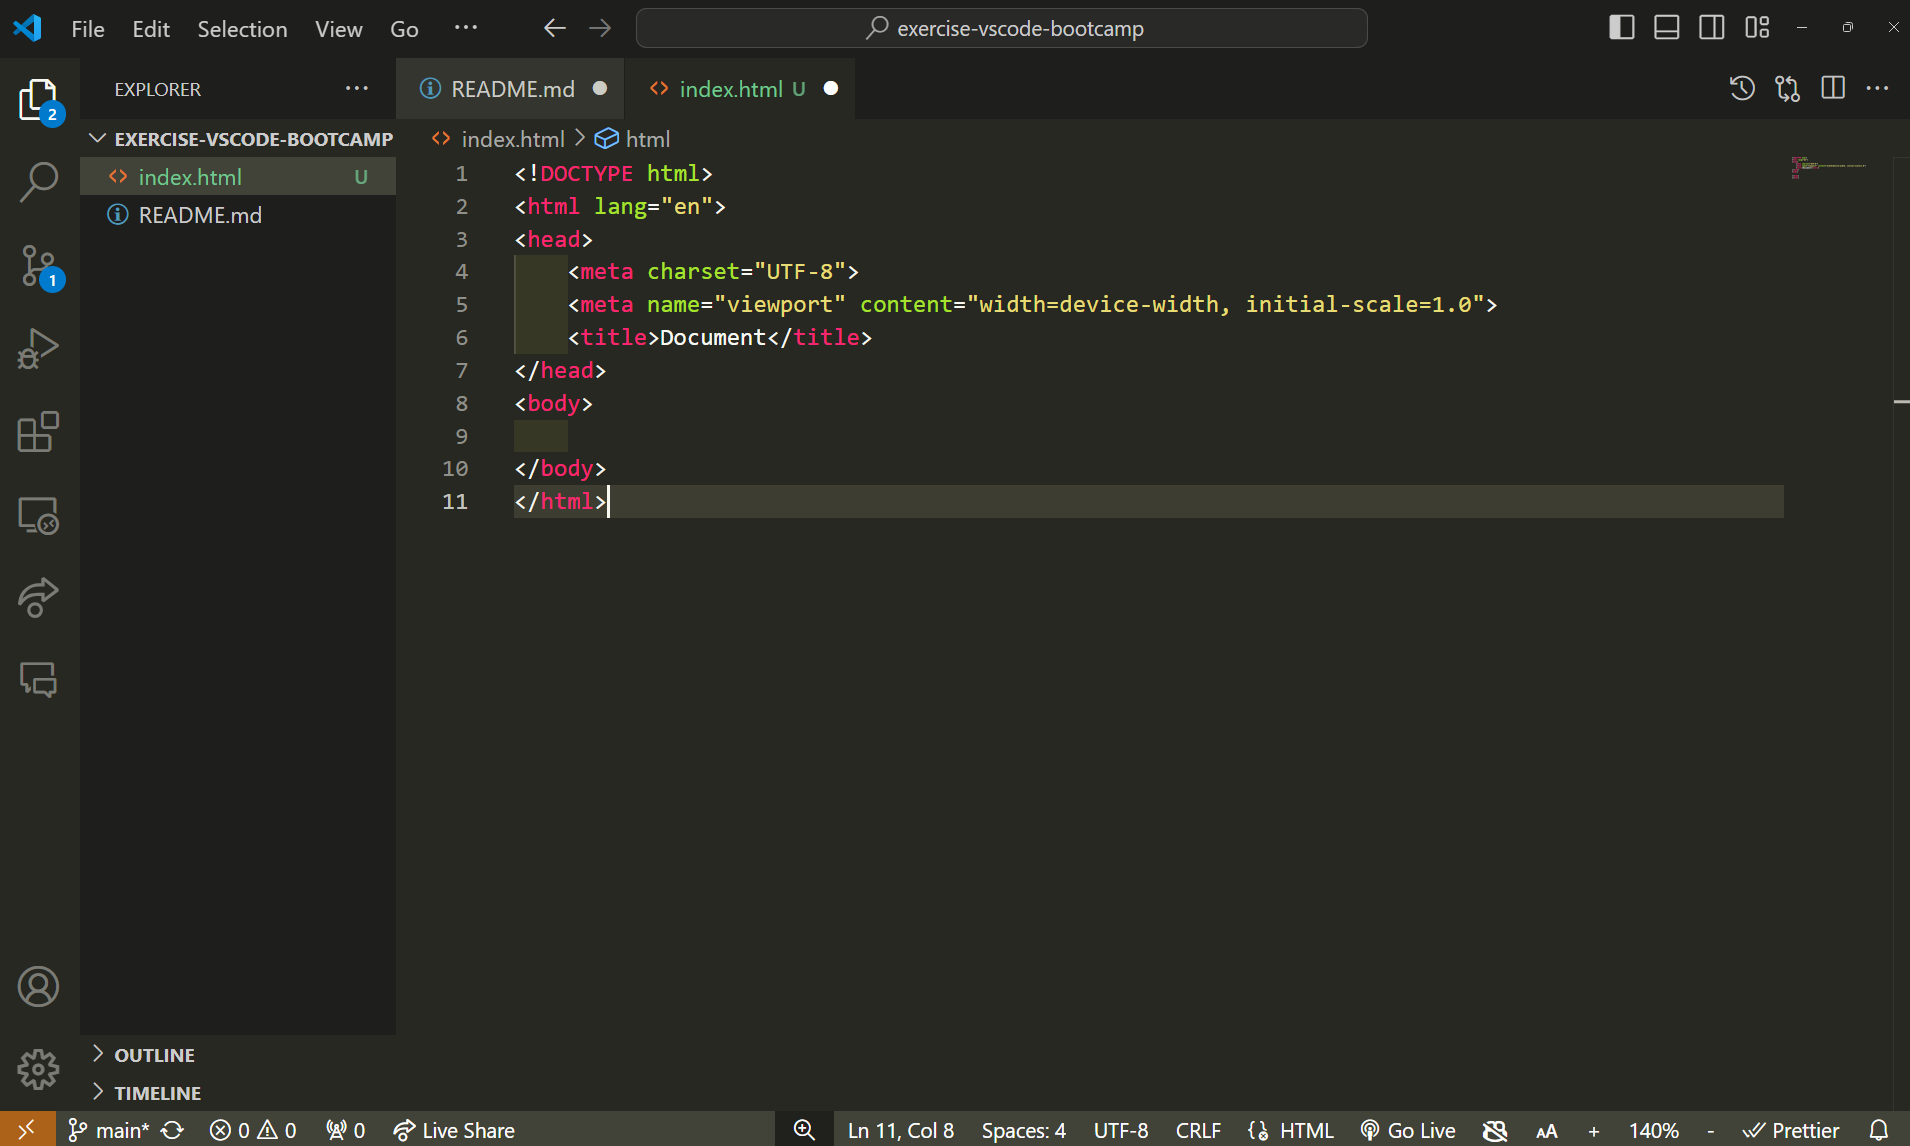 File Edit Selection View Go
exercise-vscode-bootcamp
2
EXPLORER
README.md
index.html U
EXERCISE-VSCODE-BOOTCAMP
index.html > html
index.html U
README.md
1
1 <!DOCTYPE html>
2 <html lang="en">
3 <head>
4     <meta charset="UTF-8">
5     <meta name="viewport" content="width=device-width, initial-scale=1.0">
6     <title>Document</title>
7 </head>
8 <body>
9
10 </body>
11 </html>
OUTLINE
TIMELINE
main* 0 0 0 Live Share Ln 11, Col 8 Spaces: 4 UTF-8 CRLF HTML Go Live AA + 140% - Prettier